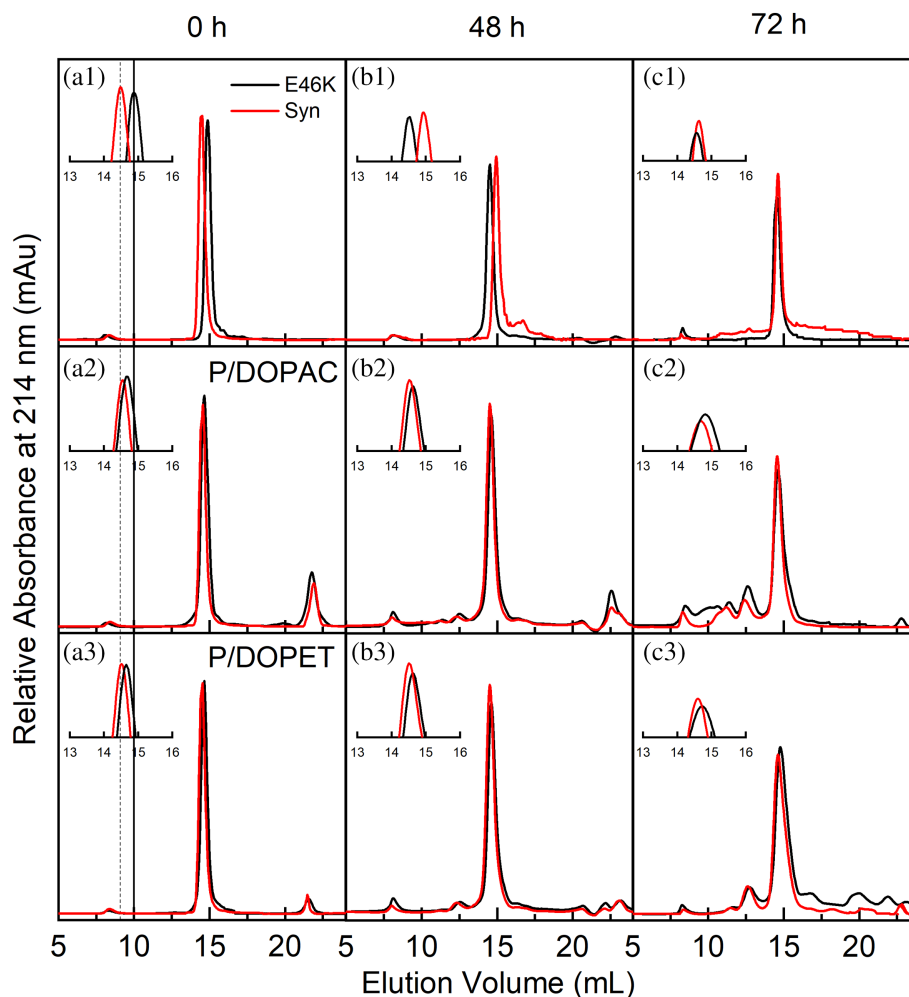 0 h 48 h 72 h
(a1) (b1) (c1)
E46K
Syn
13 14 15 16 13 14 15 16 13 14 15 16
(a2) P/DOPAC (b2) (c2)
13 14 15 16 13 14 15 16 13 14 15 16
(a3) P/DOPET (b3) (c3)
13 14 15 16 13 14 15 16 13 14 15 16
5 10 15 20 5 10 15 20 5 10 15 20
Elution Volume (mL)
Relative Absorbance at 214 nm (mAu)